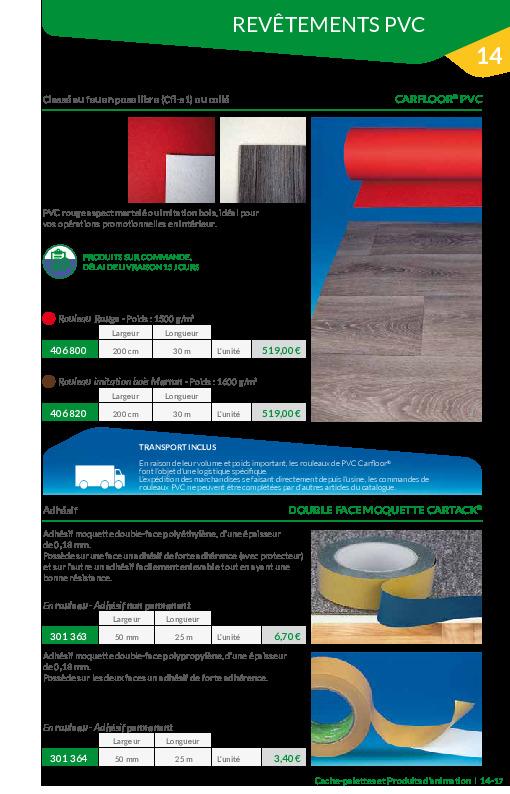 REVÊTEMENTS PVC
14
Classé au feu en pose libre (Cfl-s1) ou collé
CARFLOOR® PVC
PVC rouge aspect martelé ou imitation bois, idéal pour
vos opérations promotionnelles en intérieur.
PRODUITS SUR COMMANDE,
DÉLAI DE LIVRAISON 15 JOURS
Rouleau Rouge - Poids : 1500 g/m²
Largeur Longueur
406 800 200 cm 30 m L'unité 519,00 €
Rouleau imitation bois Marron - Poids : 1600 g/m²
Largeur Longueur
406 820 200 cm 30 m L'unité 519,00 €
TRANSPORT INCLUS
En raison de leur volume et poids important, les rouleaux de PVC Carfloor®
font l'objet d'une logistique spécifique.
L'expédition des marchandises se faisant directement depuis l'usine, les commandes de
rouleaux PVC ne peuvent être complétées par d'autres articles du catalogue.
Adhésif
DOUBLE FACE MOQUETTE CARTACK®
Adhésif moquette double-face polyéthylène, d'une épaisseur
de 0,18 mm.
Possède sur une face un adhésif de forte adhérence (avec protecteur)
et sur l'autre un adhésif facilement enlevable tout en ayant une
bonne résistance.
En rouleau - Adhésif non permanent
Largeur Longueur
301 363 50 mm 25 m L'unité 6,70 €
Adhésif moquette double-face polypropylène, d'une épaisseur
de 0,18 mm.
Possède sur les deux faces un adhésif de forte adhérence.
En rouleau - Adhésif permanent
Largeur Longueur
301 364 50 mm 25 m L'unité 3,40 €
Cache-palettes et Produits d'animation | 14-17